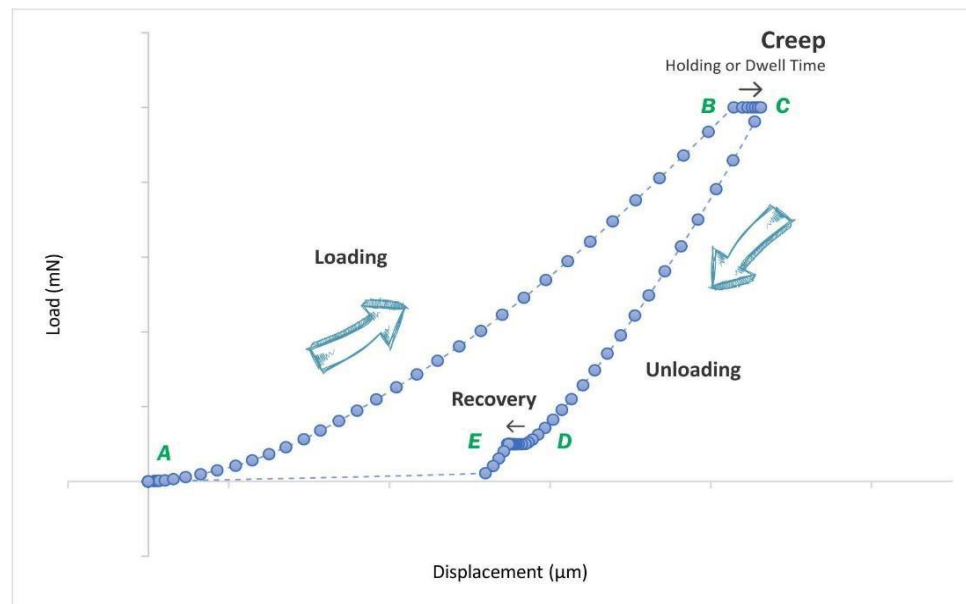 Creep
Holding or Dwell Time
B
C
Loading
Load (mN)
Unloading
Recovery
E
D
A
Displacement (μm)